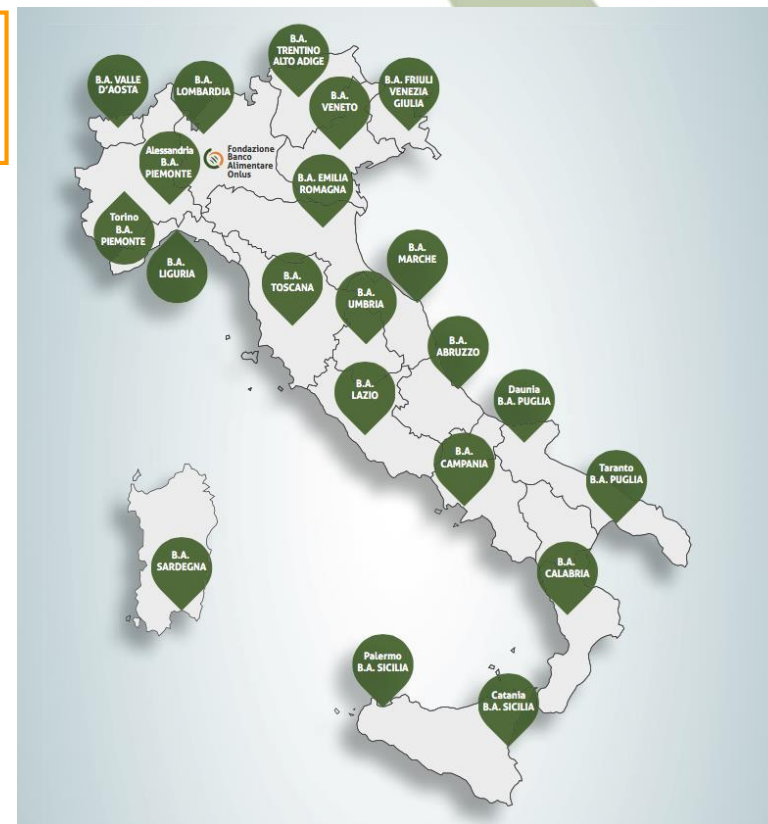 B.A.
TRENTINO
ALTO ADIGE
B.A. VALLE
D'AOSTA
B.A.
LOMBARDIA
B.A.
VENETO
B.A. FRIULI
VENEZIA
GIULIA
Alessandria
B.A.
PIEMONTE
Fondazione
Banco
Alimentare
Onlus
B.A. EMILIA
ROMAGNA
Torino
B.A.
PIEMONTE
B.A.
LIGURIA
B.A.
TOSCANA
B.A.
UMBRIA
B.A.
MARCHE
B.A.
ABRUZZO
B.A.
LAZIO
Daunia
B.A. PUGLIA
B.A.
CAMPANIA
Taranto
B.A. PUGLIA
B.A.
SARDEGNA
B.A.
CALABRIA
Palermo
B.A. SICILIA
Catania
B.A. SICILIA